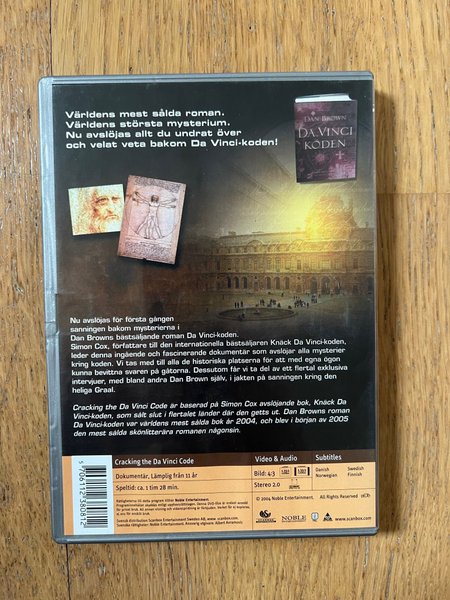 Världens mest sålda roman.
Världens största mysterium.
Nu avslöjas allt du undrat över
och velat veta bakom Da Vinci-koden!
DAN BROWN
DA VINCI
KODEN
Nu avslöjas för första gången
sanningen bakom mysterierna i
Dan Browns bästsäljande roman Da Vinci-koden.
Simon Cox, författare till den internationella bästsäljaren Knäck Da Vinci-koden,
leder denna ingående och fascinerande dokumentär som avslöjar alla mysterier
kring koden. Vi tas med till alla de historiska platserna för att med egna ögon
kunna bevittna svaren på gåtorna. Dessutom får vi ta del av ett flertal exklusiva
intervjuer, med bland andra Dan Brown själv, i jakten på sanningen kring den
heliga Graal.
Cracking the Da Vinci Code är baserad på Simon Cox avslöjande bok, Knäck Da
Vinci-koden, som sålt slut i flertalet länder där den getts ut. Dan Browns roman
Da Vinci-koden var världens mest sålda bok år 2004, och blev i början av 2005
den mest sålda skönlitterära romanen någonsin.
Cracking the Da Vinci Code
Dokumentär, Lämplig från 11 år
Speltid: ca. 1 tim 28 min.
Video & Audio
Bild: 4:3
Stereo 2.0
Subtitles
Danish Swedish
Norwegian Finnish
© 2004 Noble Entertainment. All Rights Reserved
Svensk distribution Scanbox Entertainment Sweden AB. www.scanbox.com
NOBLE
www.scanbox.com